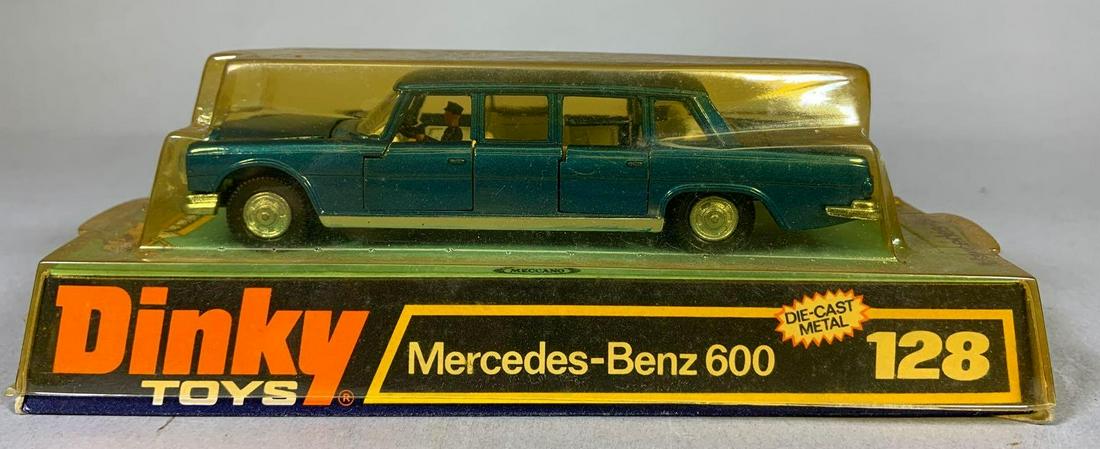 MECCANO
Dinky
TOYS®
Mercedes-Benz 600
DIE-CAST
METAL
128